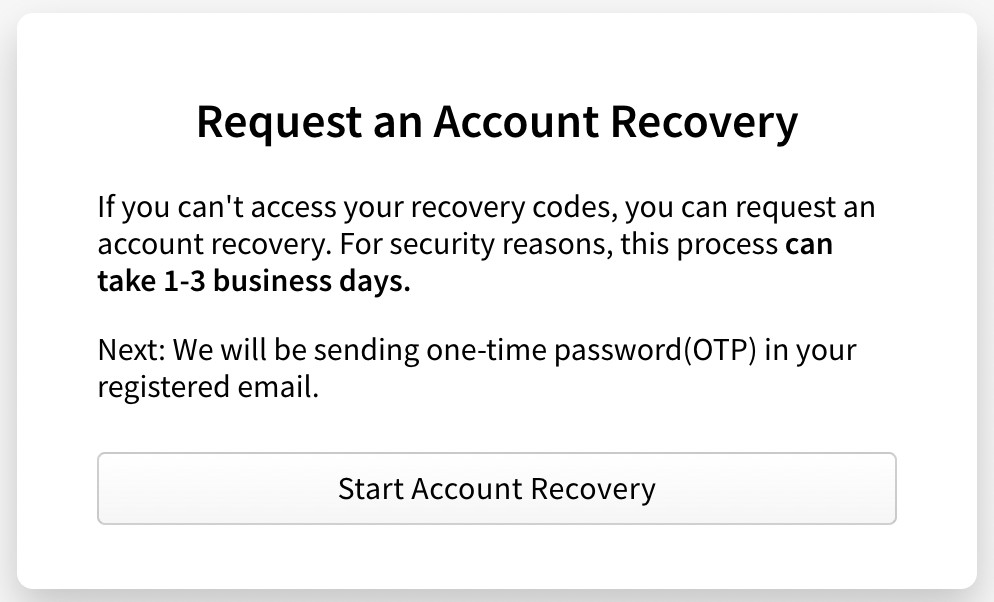 Request an Account Recovery
If you can't access your recovery codes, you can request an
account recovery. For security reasons, this process can
take 1-3 business days.
Next: We will be sending one-time password(OTP) in your
registered email.
Start Account Recovery